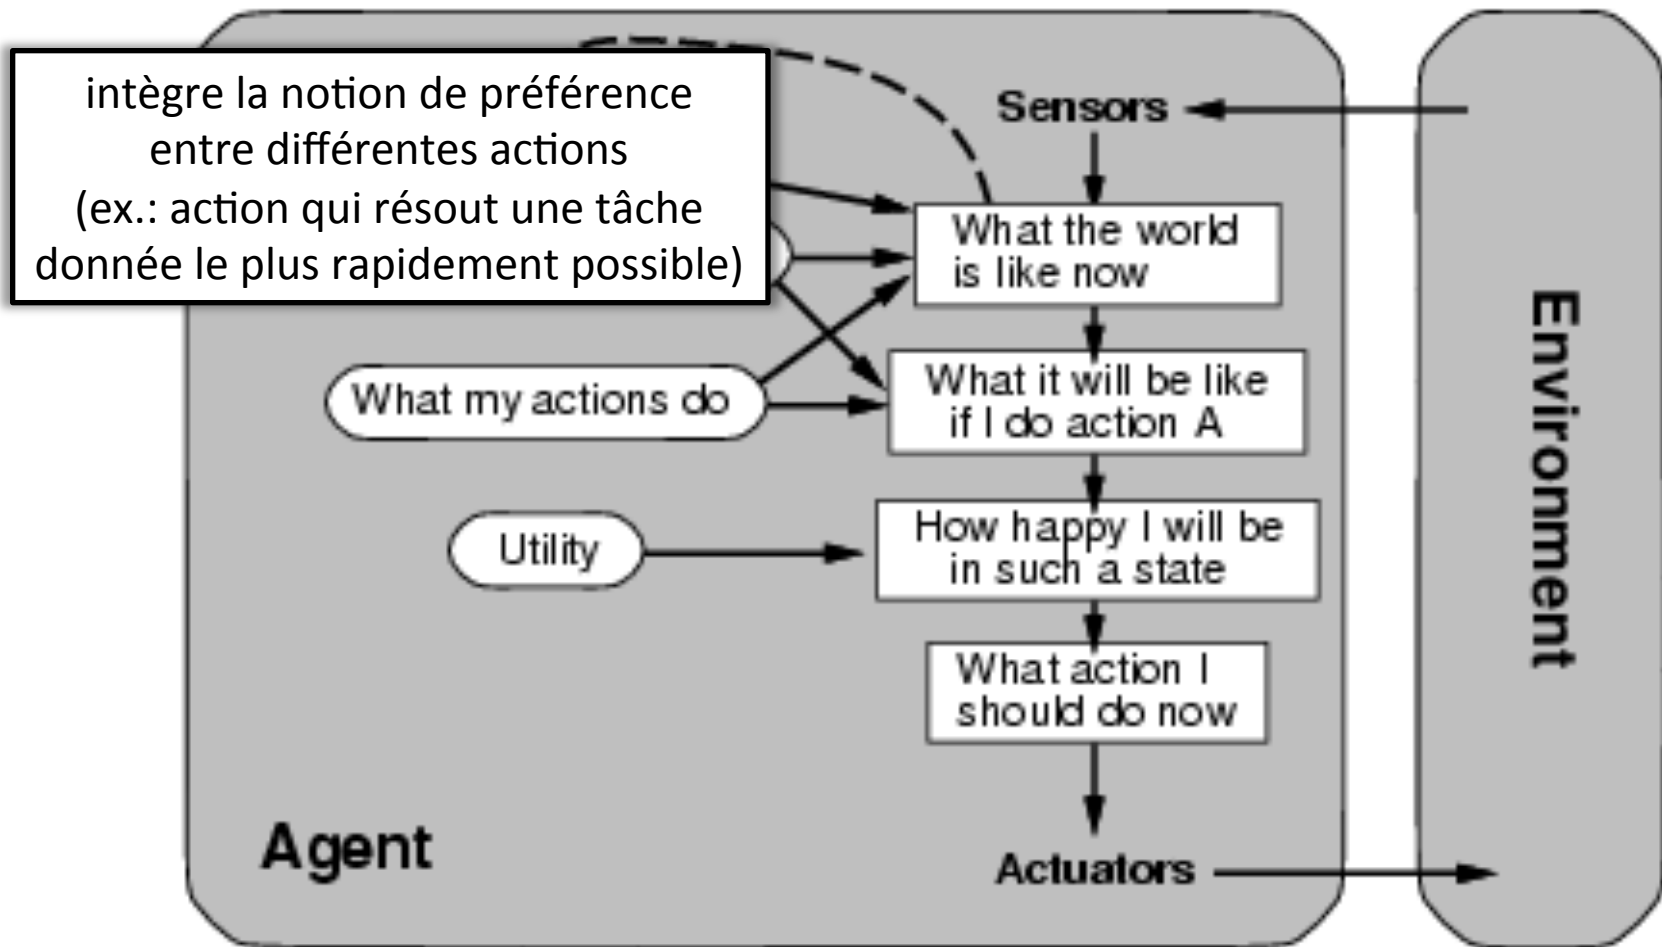 intègre la notion de préférence
entre différentes actions
(ex.: action qui résout une tâche
donnée le plus rapidement possible)
Sensors
What the world
is like now
What my actions do
What it will be like
if I do action A
Utility
How happy I will be
in such a state
What action I
should do now
Agent
Actuators
Environment